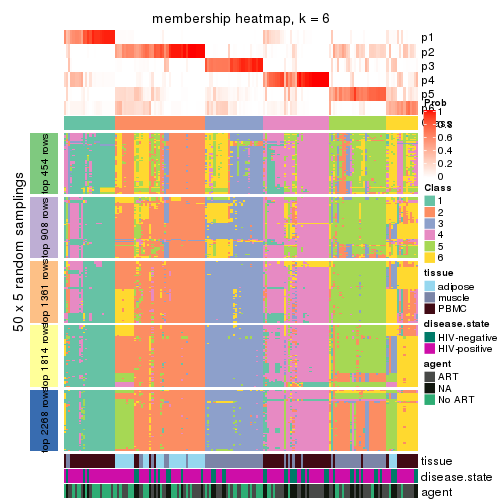 membership heatmap, k = 6
p1
p2
p3
p4
p5
p6
Prob
1
0.8
0.6
0.4
0.2
0
Class
1
2
3
4
5
6
tissue
adipose
muscle
PBMC
disease.state
HIV-negative
HIV-positive
agent
ART
NA
No ART
50 x 5 random samplings
top 454 rows
top 908 rows
top 1361 rows
top 1814 rows
top 2268 rows
tissue
disease.state
agent